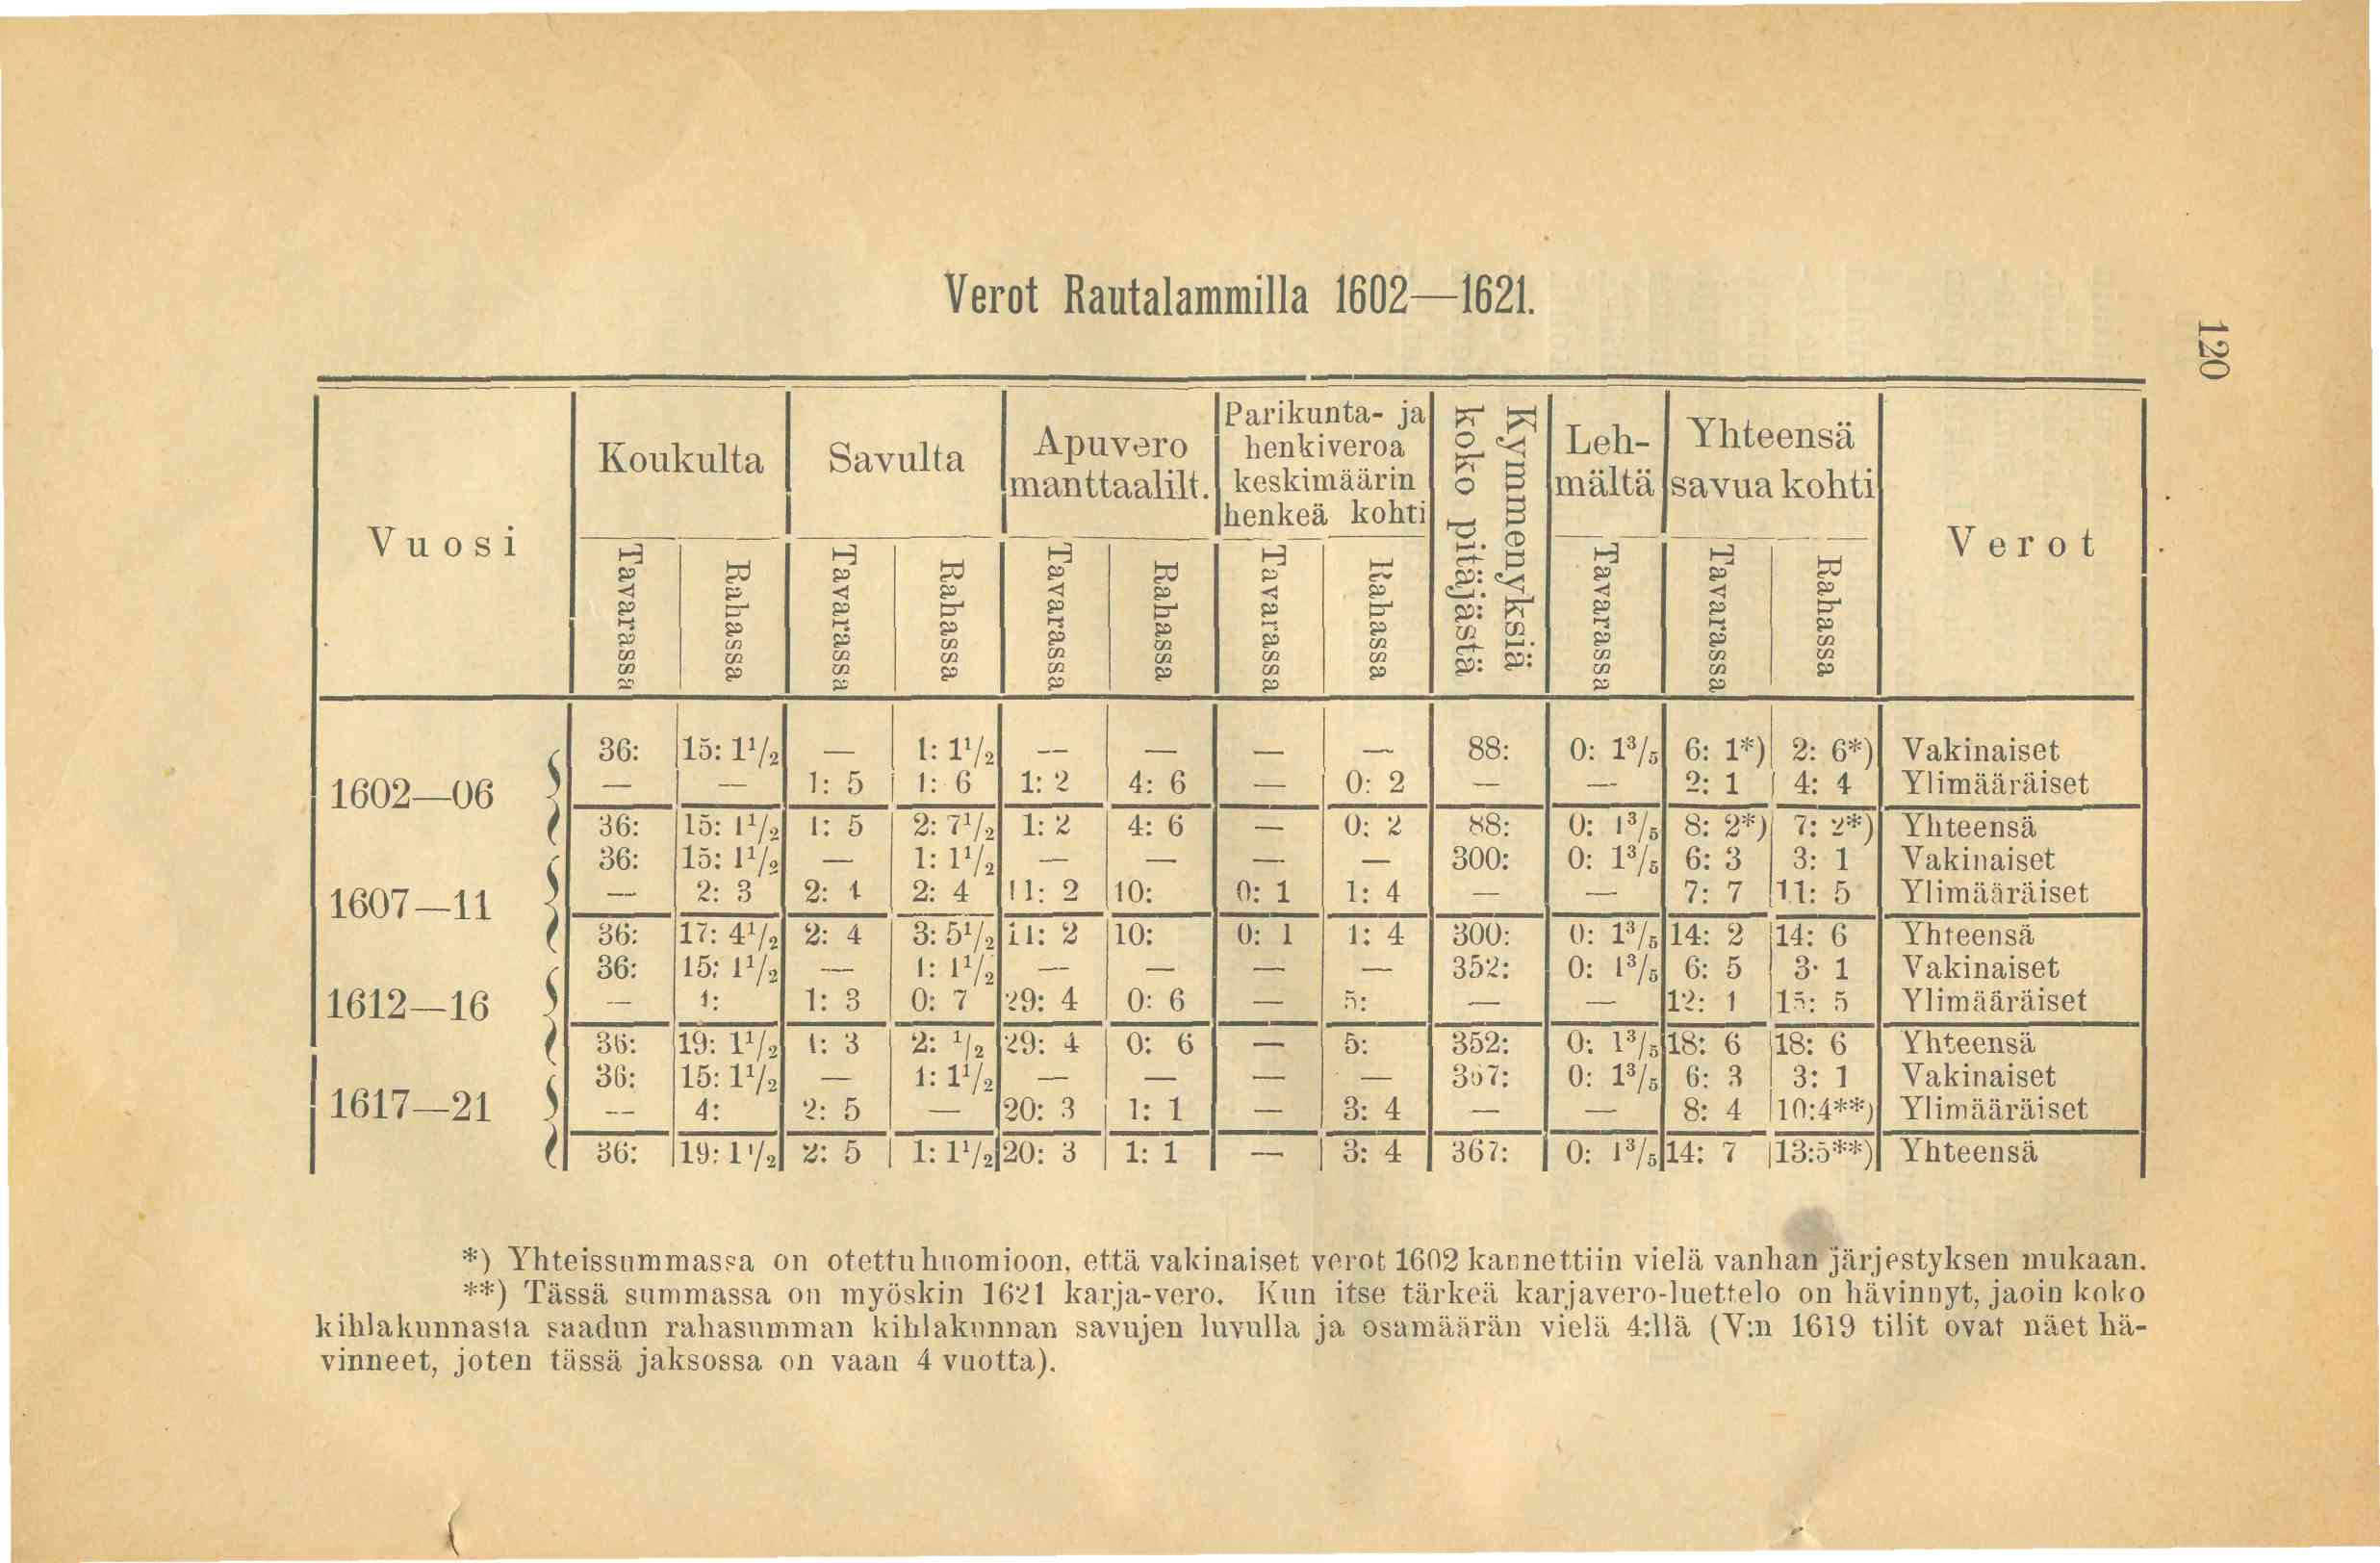 120
Verot Rautalammilla 1602—1621.
Vuosi
Koukulta
Savulta
Apuvero
manttaalilt.
Parikunta- ja
henkiveroa
keskimäärin
henkeä kohti
Kymmenyksiä
koko pitäjästä
Leh-
mältä
Yhteensä
savua kohti
Verot
Tavarassa Rahassa Tavarassa Rahassa Tavarassa Rahassa Tavarassa Rahassa Tavarassa Tavarassa Rahassa
1602—06
36: 15: 1¹/₂ — 1: 1¹/₂ — — — — 88: 0: 1³/₅ 6: 1*) 2: 6*) Vakinaiset
— — 1: 5 1: 6 1: 2 4: 6 — 0: 2 — — 2: 1 4: 4 Ylimääräiset
36: 15: 1¹/₂ 1: 5 2: 7¹/₂ 1: 2 4: 6 — 0: 2 88: 0: 1³/₅ 8: 2*) 7: 2*) Yhteensä
1607—11
36: 15: 1¹/₂ — 1: 1¹/₂ — — — — 300: 0: 1³/₅ 6: 3 3: 1 Vakinaiset
— 2: 3 2: 4 2: 4 11: 2 10: 0: 1 1: 4 — — 7: 7 11: 5 Ylimääräiset
36: 17: 4¹/₂ 2: 4 3: 5¹/₂ 11: 2 10: 0: 1 1: 4 300: 0: 1³/₅ 14: 2 14: 6 Yhteensä
1612—16
36: 15: 1¹/₂ — 1: 1¹/₂ — — — — 352: 0: 1³/₅ 6: 5 3: 1 Vakinaiset
— 4: 1: 3 0: 7 29: 4 0: 6 — 5: — — 12: 1 15: 5 Ylimääräiset
36: 19: 1¹/₂ 1: 3 2: ¹/₂ 29: 4 0: 6 — 5: 352: 0: 1³/₅ 18: 6 18: 6 Yhteensä
1617—21
36: 15: 1¹/₂ — 1: 1¹/₂ — — — — 367: 0: 1³/₅ 6: 3 3: 1 Vakinaiset
— 4: 2: 5 — 20: 3 1: 1 — 3: 4 — — 8: 4 10:4**) Ylimääräiset
36: 19: 1¹/₂ 2: 5 1: 1¹/₂ 20: 3 1: 1 — 3: 4 367: 0: 1³/₅ 14: 7 13:5**) Yhteensä
*) Yhteissummassa on otettu huomioon, että vakinaiset verot 1602 kannettiin vielä vanhan järjestyksen mukaan.
**) Tässä summassa on myöskin 1621 karja-vero. Kun itse tärkeä karjavero-luettelo on hävinnyt, jaoin koko
kihlakunnasta saadun rahasumman kihlakunnan savujen luvulla ja osamäärän vielä 4:llä (V:n 1619 tilit ovat näet hä-
vinneet, joten tässä jaksossa on vaan 4 vuotta).